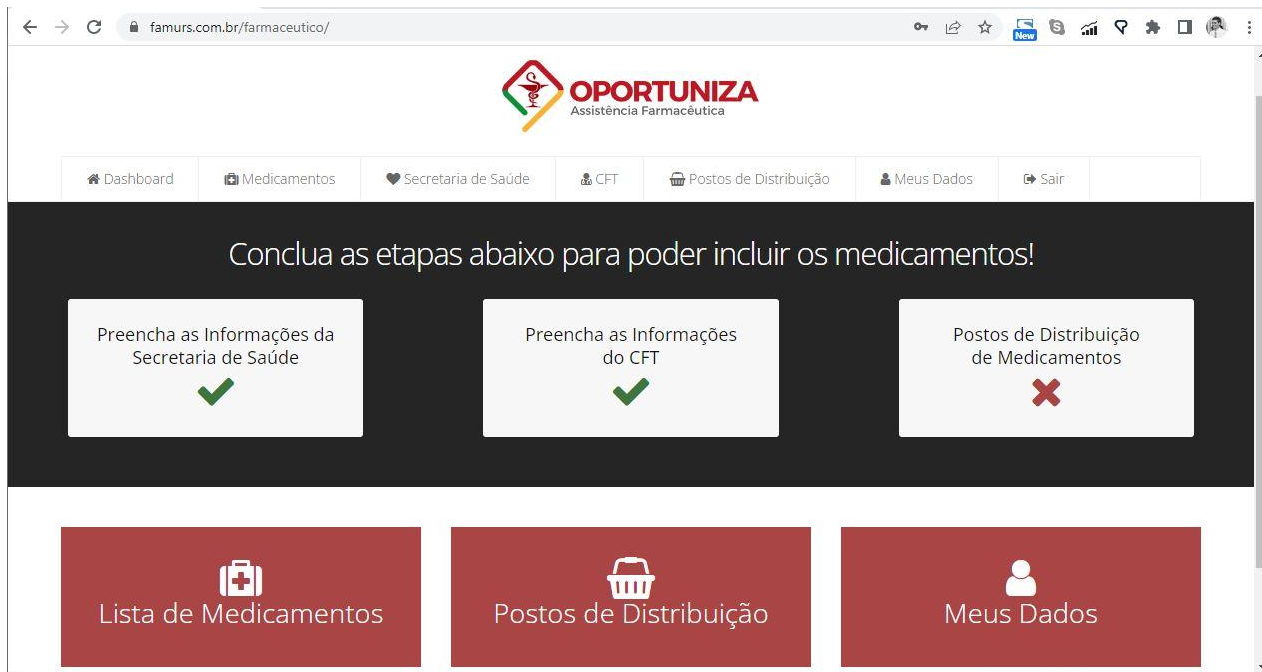 famurs.com.br/farmaceutico/
New
OPORTUNIZA
Assistência Farmacêutica
Dashboard
Medicamentos
Secretaria de Saúde
CFT
Postos de Distribuição
Meus Dados
Sair
Conclua as etapas abaixo para poder incluir os medicamentos!
Preencha as Informações da
Secretaria de Saúde
Preencha as Informações
do CFT
Postos de Distribuição
de Medicamentos
Lista de Medicamentos
Postos de Distribuição
Meus Dados